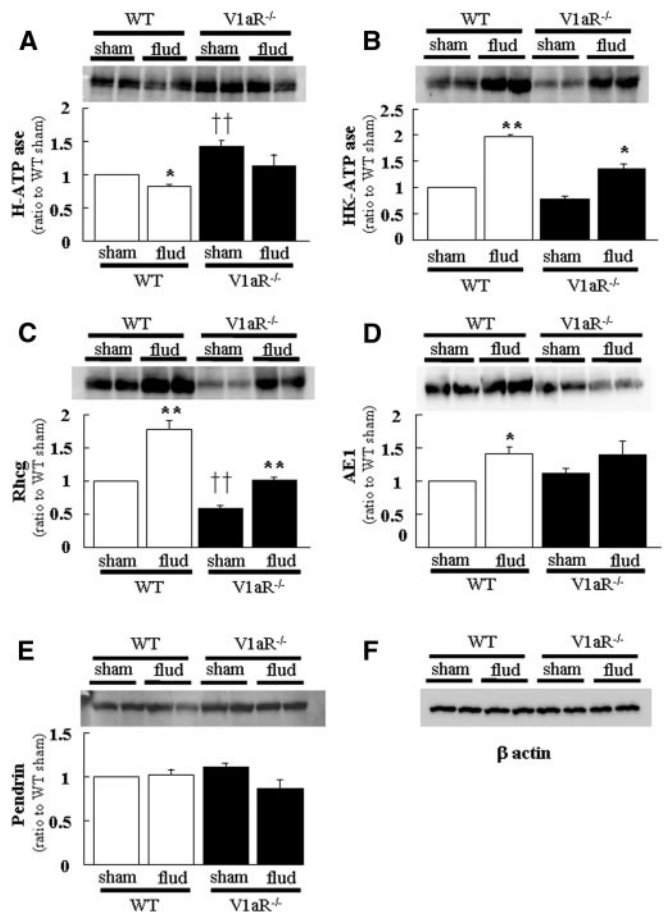 A
WT V1aR-/-
sham flud sham flud
H-ATP ase
(ratio to WT sham)
2
1.5
1
0.5
0
* †† 
sham flud sham flud
WT V1aR-/-
B
WT V1aR-/-
sham flud sham flud
HK-ATP ase
(ratio to WT sham)
2.5
2
1.5
1
0.5
0
** *
sham flud sham flud
WT V1aR-/-
C
WT V1aR-/-
sham flud sham flud
Rhcg
(ratio to WT sham)
2
1.5
1
0.5
0
** †† **
sham flud sham flud
WT V1aR-/-
D
WT V1aR-/-
sham flud sham flud
AE1
(ratio to WT sham)
2
1.5
1
0.5
0
*
sham flud sham flud
WT V1aR-/-
E
WT V1aR-/-
sham flud sham flud
Pendrin
(ratio to WT sham)
1.5
1
0.5
0
sham flud sham flud
WT V1aR-/-
F
WT V1aR-/-
sham flud sham flud
β actin